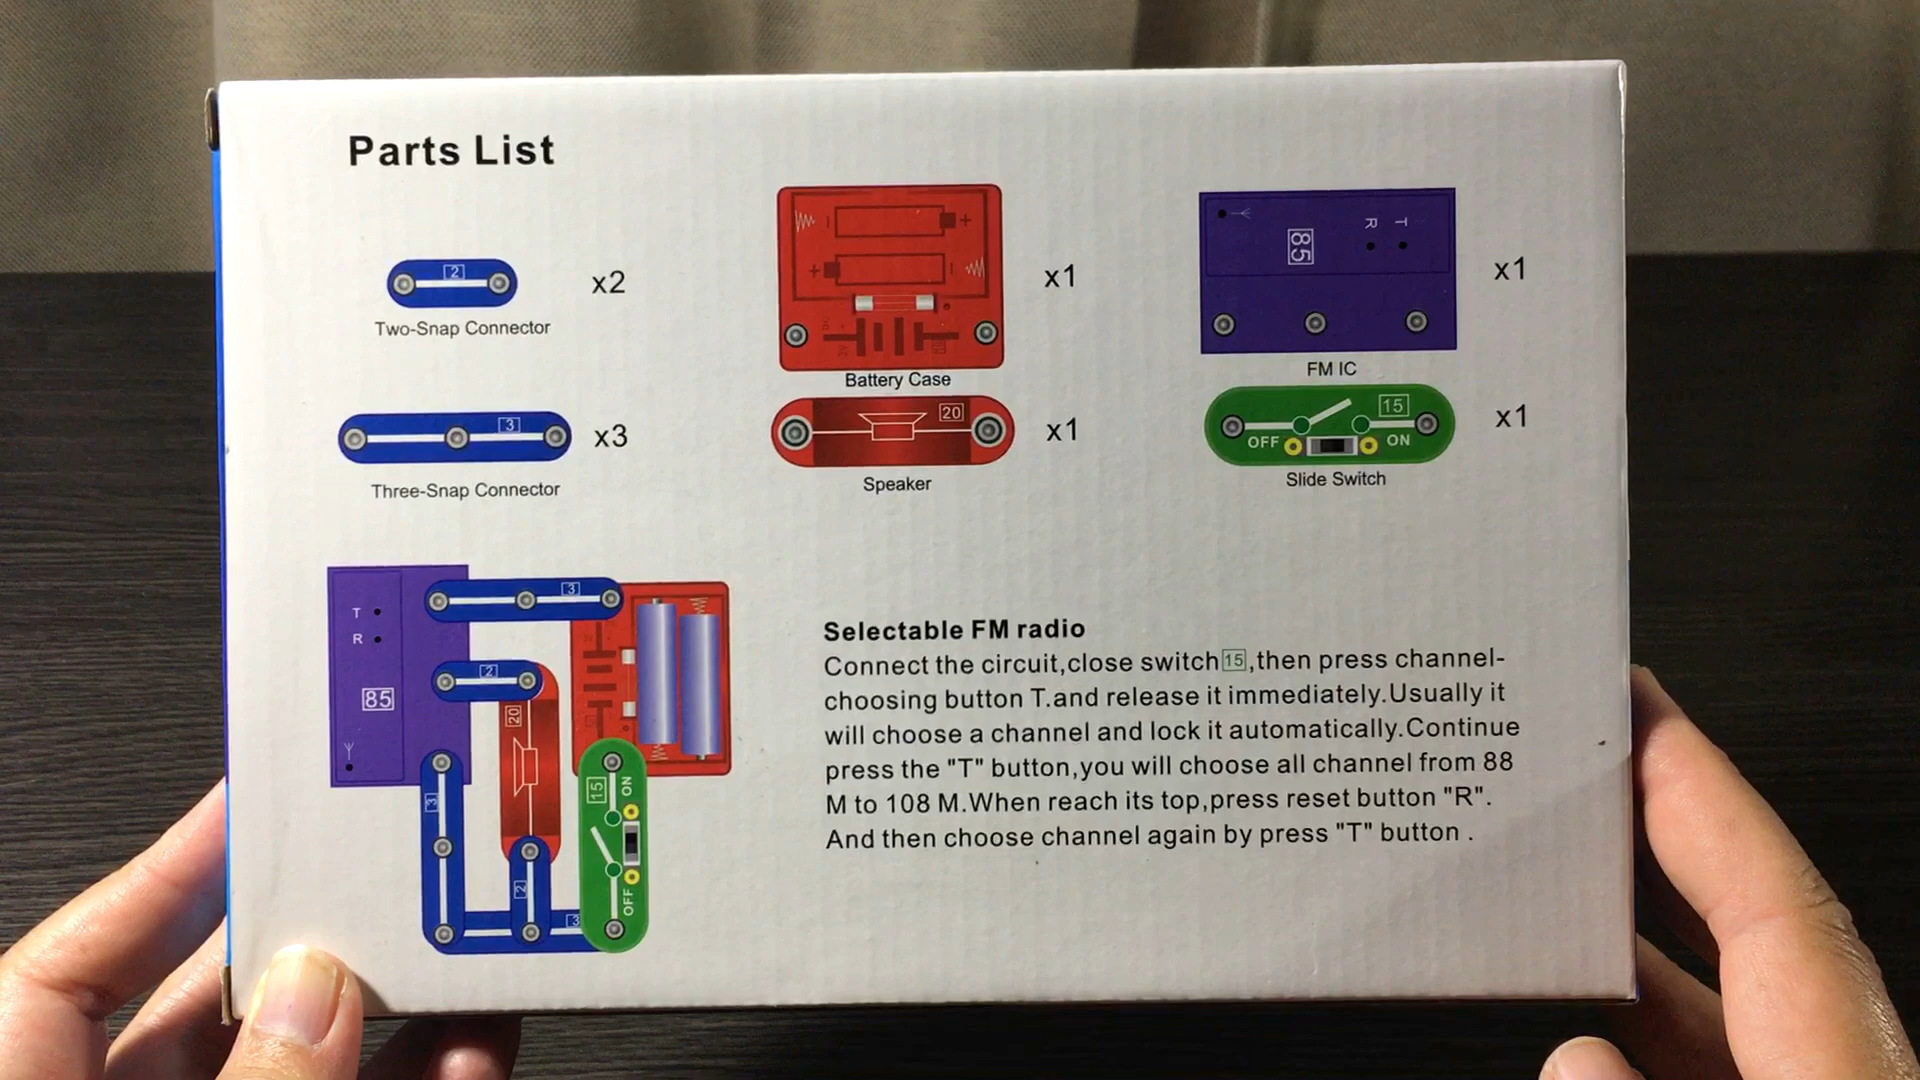 Parts List
2
x2
Two-Snap Connector
- +
+ -
x1
Battery Case
85
R T
x1
FM IC
3
x3
Three-Snap Connector
20
x1
Speaker
15
OFF ON
x1
Slide Switch
3
T
R
2
85
20
3
15
ON
OFF
2
3
Selectable FM radio
Connect the circuit,close switch 15,then press channel-
choosing button T.and release it immediately.Usually it
will choose a channel and lock it automatically.Continue
press the "T" button,you will choose all channel from 88
M to 108 M.When reach its top,press reset button "R".
And then choose channel again by press "T" button .